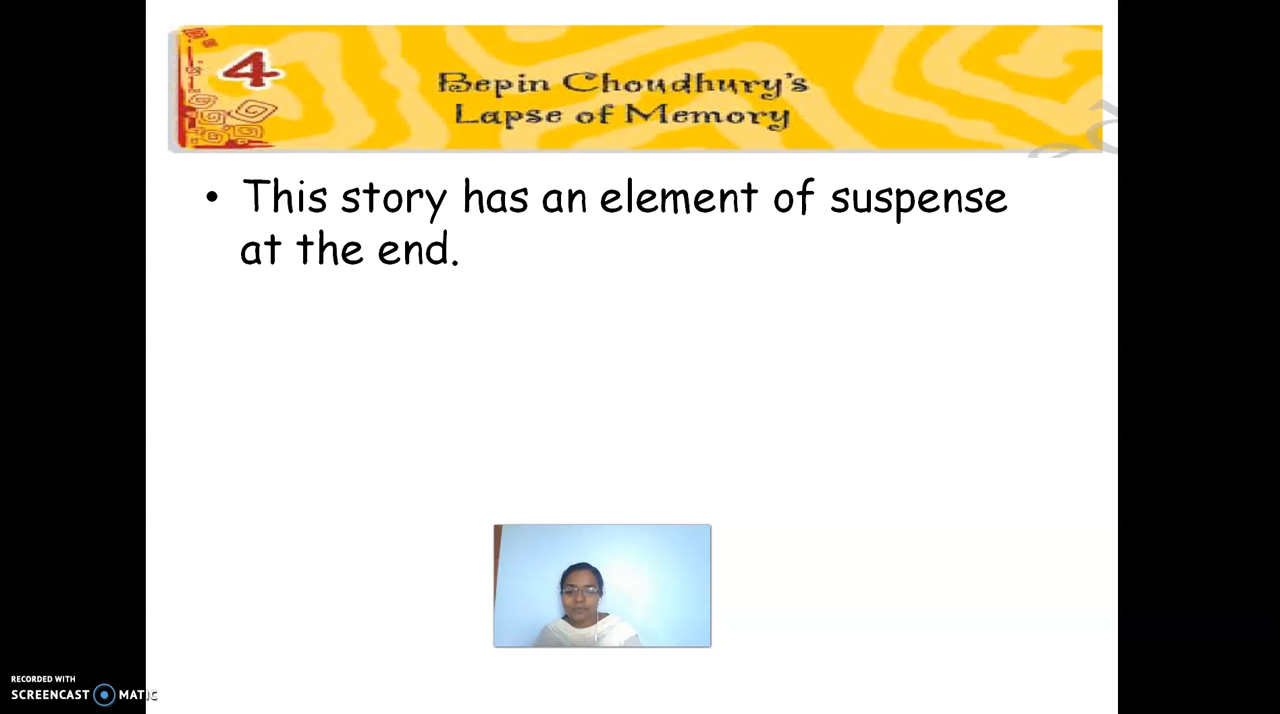 4
Bepin Choudhury's
Lapse of Memory
• This story has an element of suspense
at the end.
RECORDED WITH
SCREENCAST MATIC